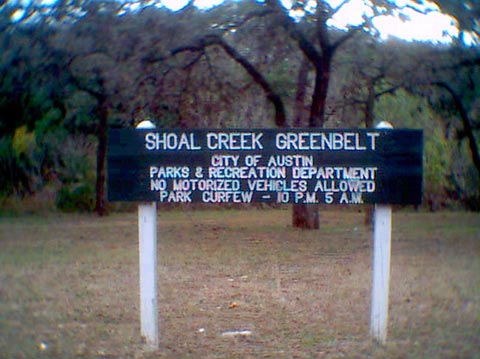 SHOAL CREEK GREENBELT
CITY OF AUSTIN
PARKS & RECREATION DEPARTMENT
NO MOTORIZED VEHICLES ALLOWED
PARK CURFEW - 10 P.M. 5 A.M.